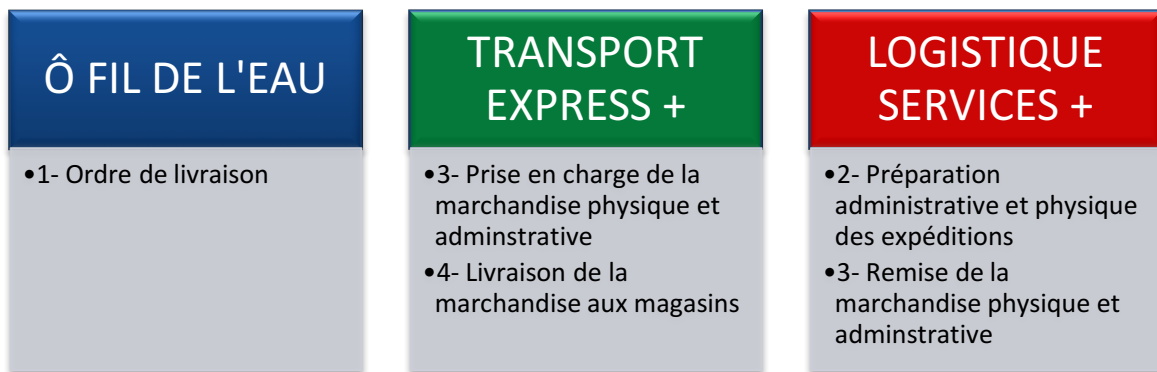 Ô FIL DE L'EAU
•1- Ordre de livraison
TRANSPORT
EXPRESS +
•3- Prise en charge de la
marchandise physique et
adminstrative
•4- Livraison de la
marchandise aux magasins
LOGISTIQUE
SERVICES +
•2- Préparation
administrative et physique
des expéditions
•3- Remise de la
marchandise physique et
adminstrative